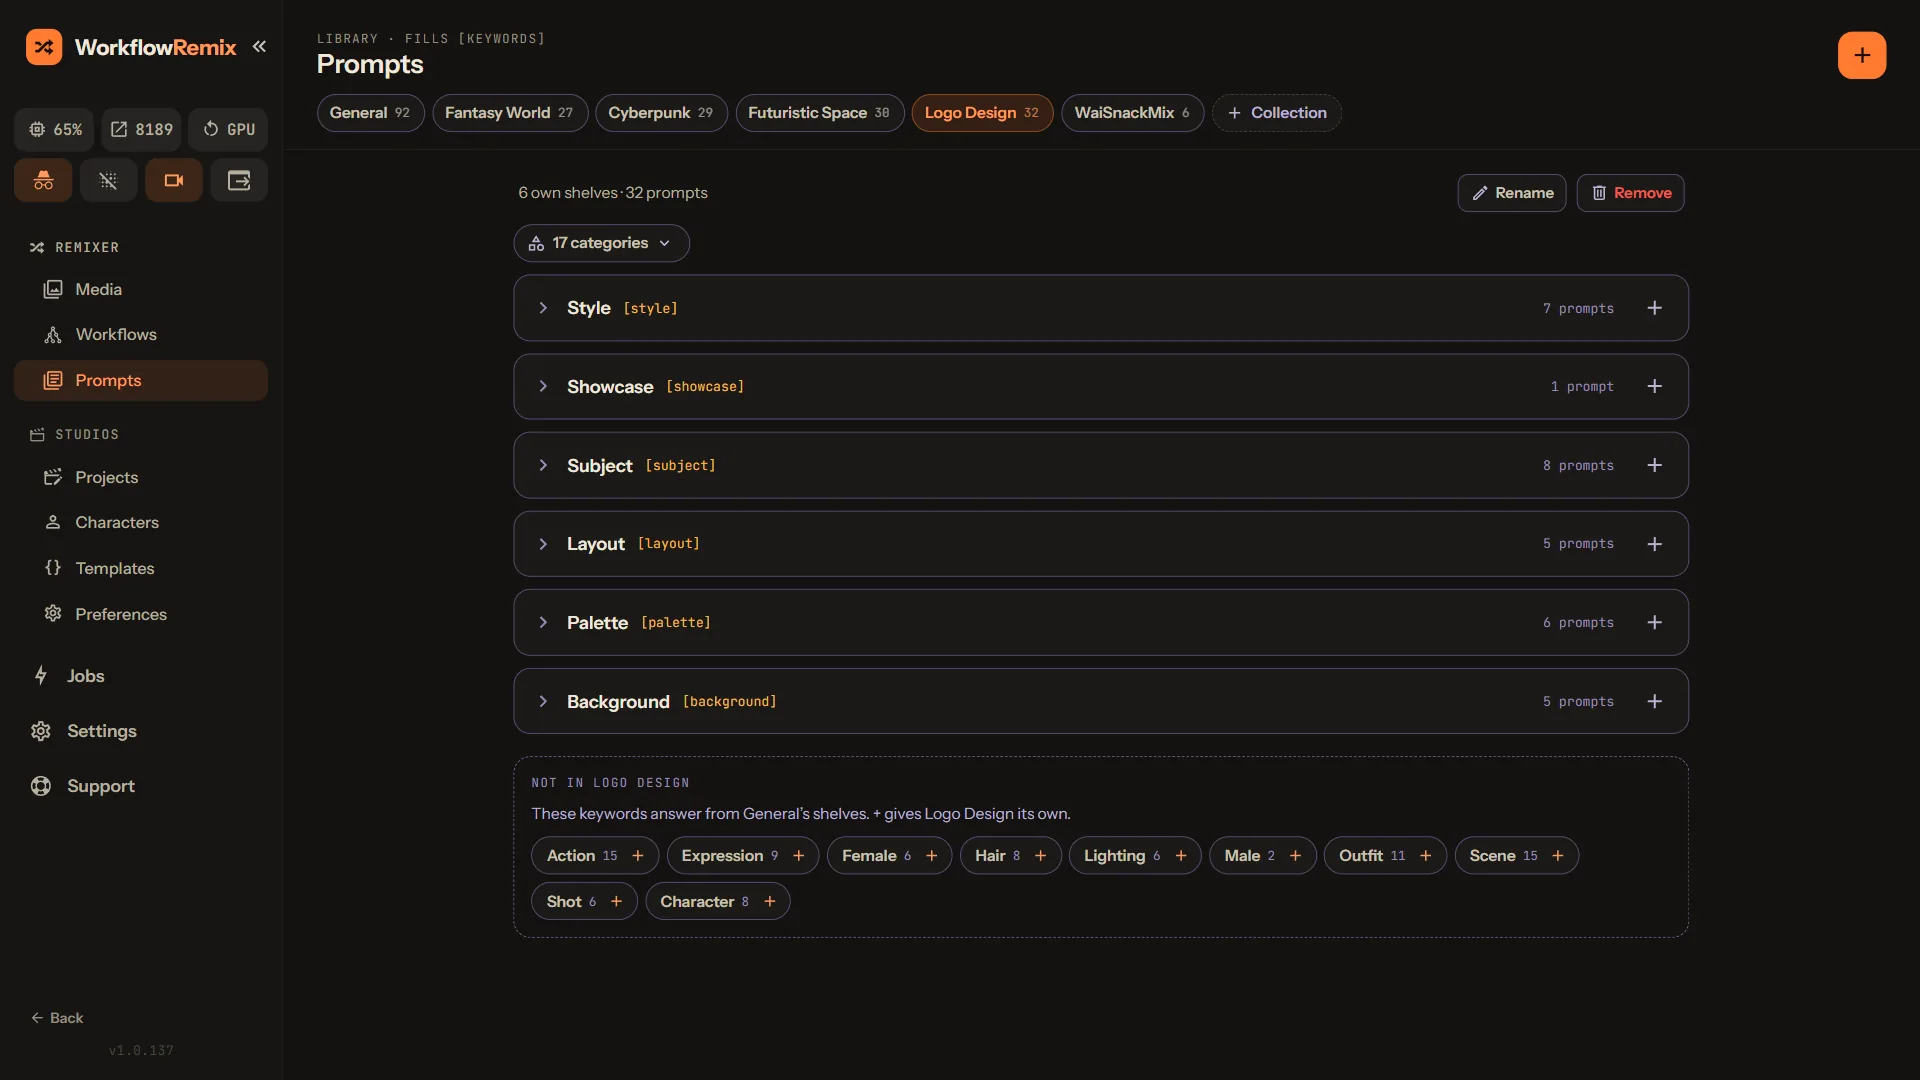 WorkflowRemix
65% 8189 GPU
REMIXER
Media
Workflows
Prompts
STUDIOS
Projects
Characters
Templates
Preferences
Jobs
Settings
Support
Back
v1.0.137
LIBRARY · FILLS [KEYWORDS]
Prompts
General 92 Fantasy World 27 Cyberpunk 29 Futuristic Space 30 Logo Design 32 WaiSnackMix 6 + Collection
6 own shelves · 32 prompts
Rename Remove
17 categories
Style [style] 7 prompts +
Showcase [showcase] 1 prompt +
Subject [subject] 8 prompts +
Layout [layout] 5 prompts +
Palette [palette] 6 prompts +
Background [background] 5 prompts +
NOT IN LOGO DESIGN
These keywords answer from General's shelves. + gives Logo Design its own.
Action 15 + Expression 9 + Female 6 + Hair 8 + Lighting 6 + Male 2 + Outfit 11 + Scene 15 +
Shot 6 + Character 8 +